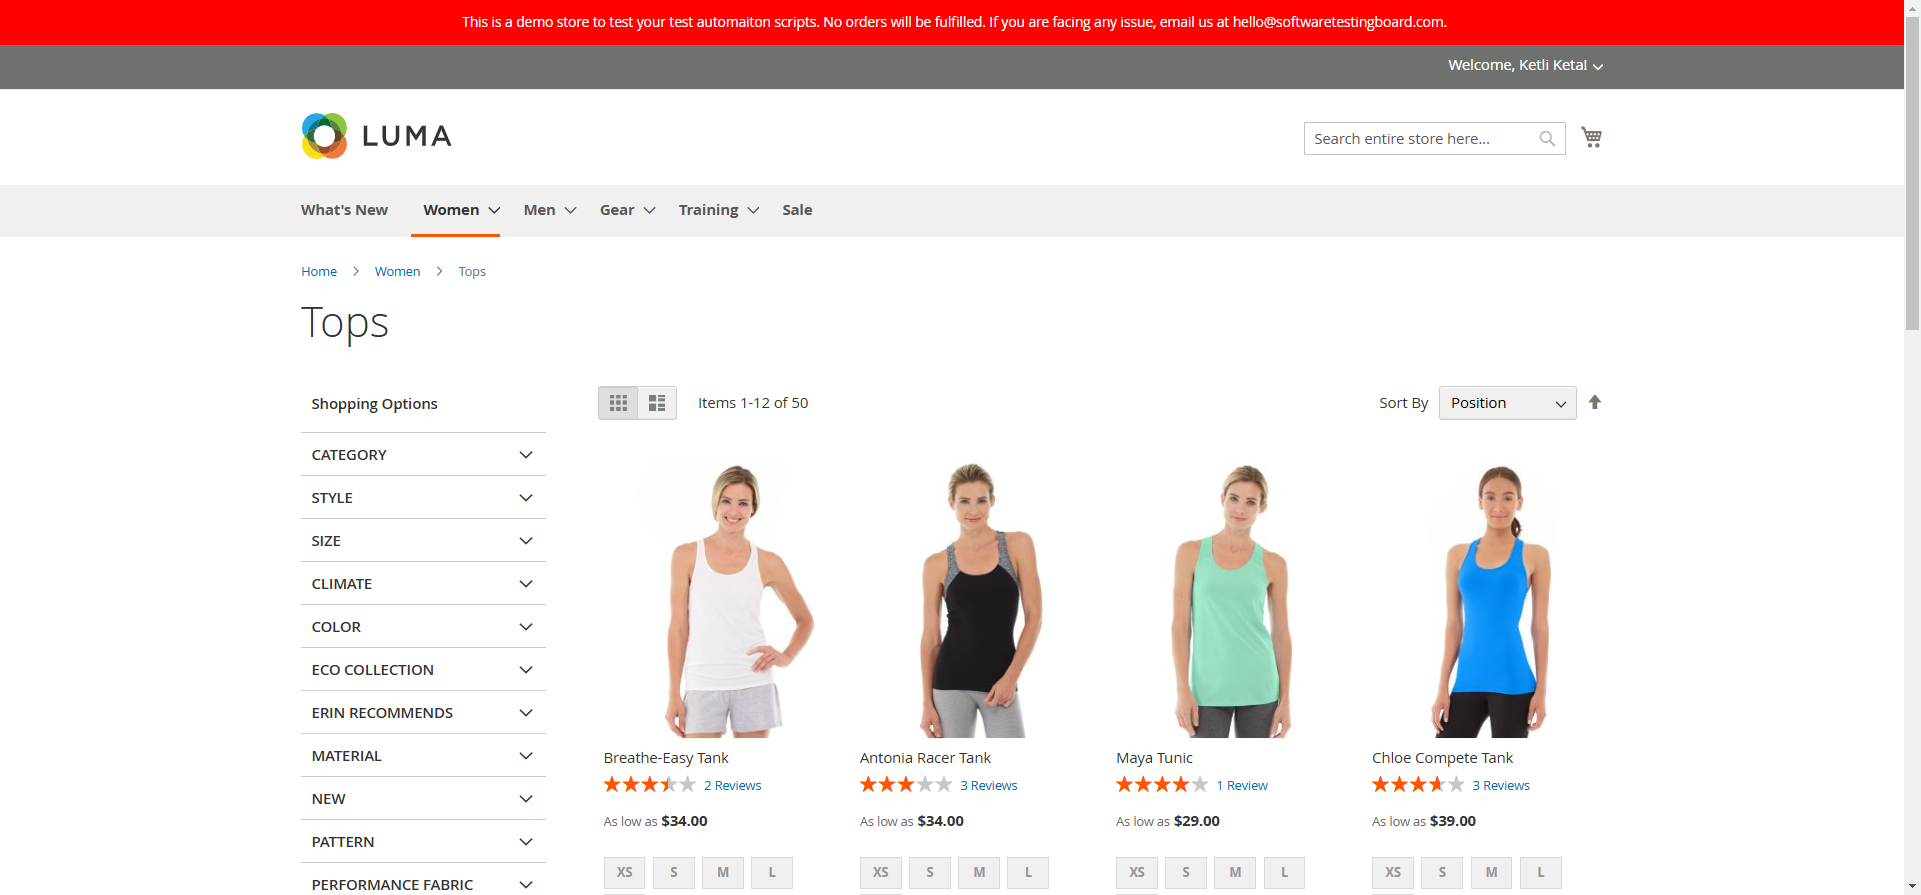 This is a demo store to test your test automaiton scripts. No orders will be fulfilled. If you are facing any issue, email us at hello@softwaretestingboard.com.
Welcome, Ketli Keta!
LUMA
Search entire store here...
What's New Women Men Gear Training Sale
Home > Women > Tops
Tops
Shopping Options
Items 1-12 of 50
Sort By Position
CATEGORY
STYLE
SIZE
CLIMATE
COLOR
ECO COLLECTION
ERIN RECOMMENDS
MATERIAL
NEW
PATTERN
PERFORMANCE FABRIC
Breathe-Easy Tank
2 Reviews
As low as $34.00
XS S M L
Antonia Racer Tank
3 Reviews
As low as $34.00
XS S M L
Maya Tunic
1 Review
As low as $29.00
XS S M L
Chloe Compete Tank
3 Reviews
As low as $39.00
XS S M L